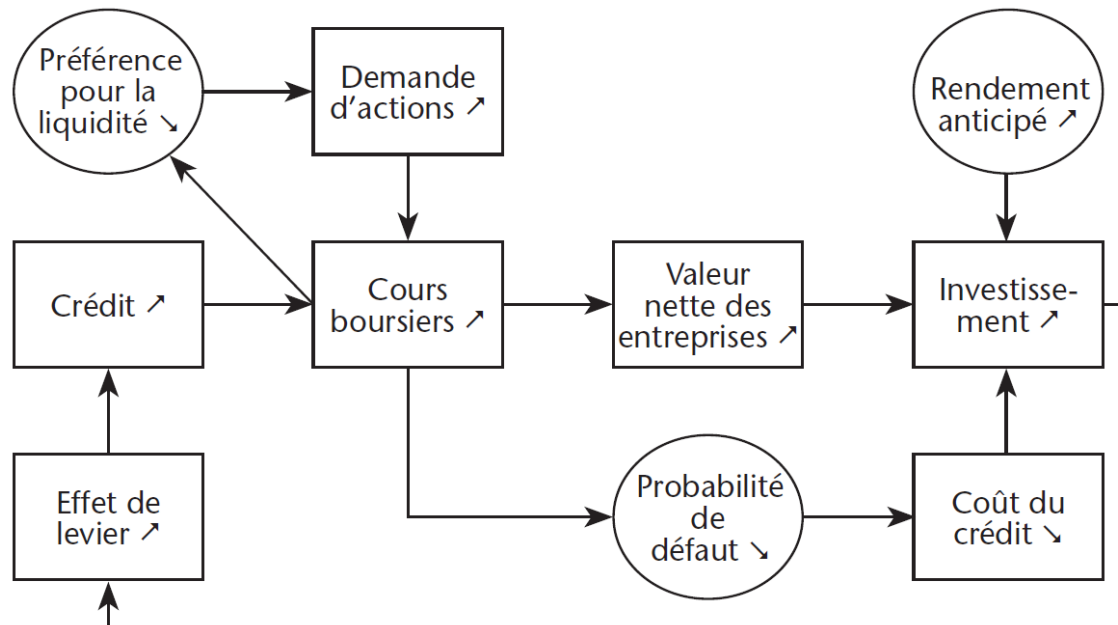 Préférence
pour la
liquidité ↘
Demande
d’actions ↗
Rendement
anticipé ↗
Crédit ↗
Cours
boursiers ↗
Valeur
nette des
entreprises ↗
Investisse-
ment ↗
Effet de
levier ↗
Probabilité
de
défaut ↘
Coût du
crédit ↘